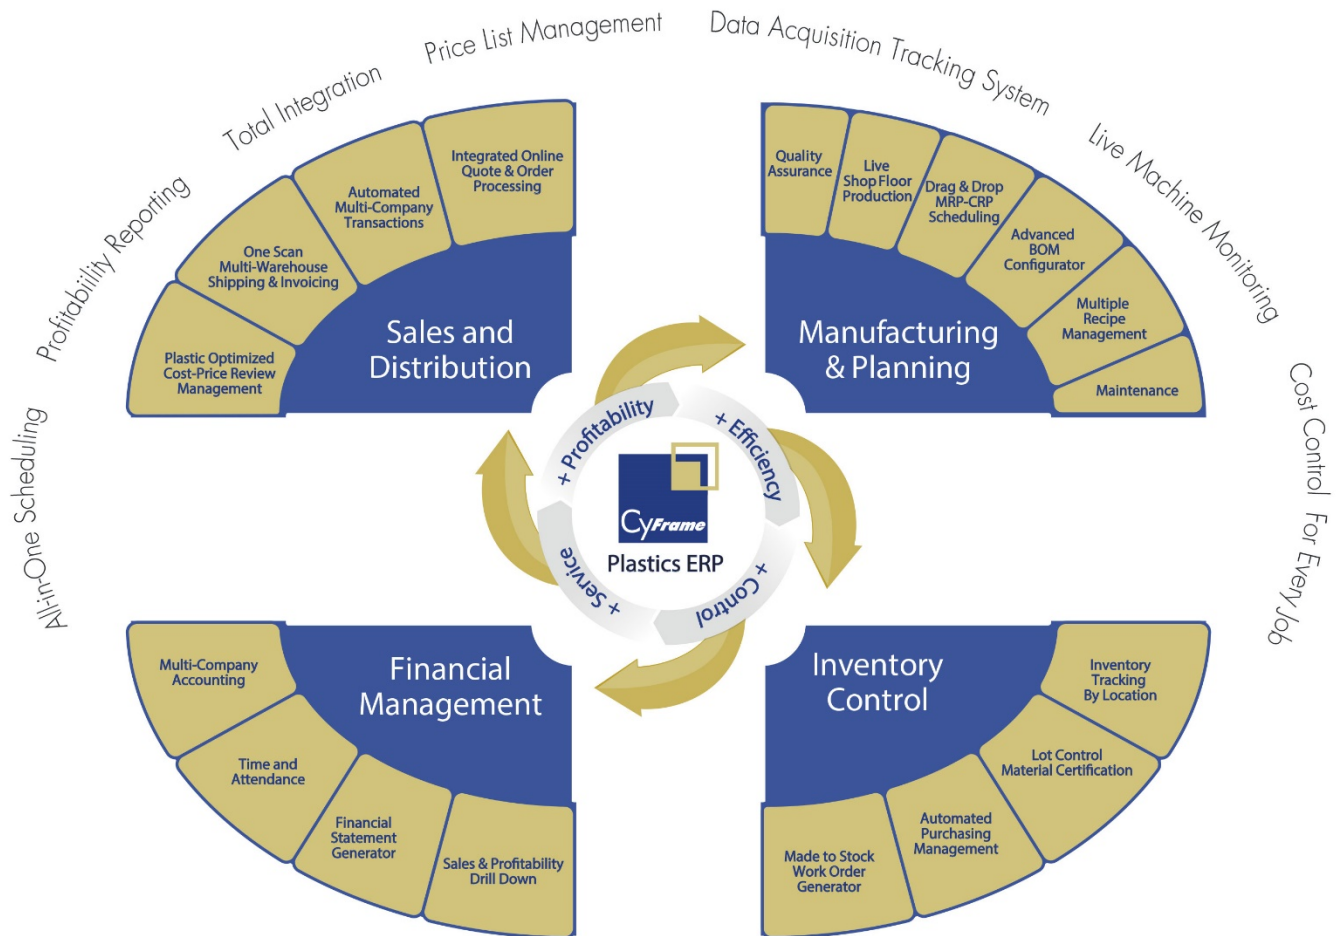 Price List Management
Data Acquisition Tracking System
Total Integration
Live Machine Monitoring
Profitabiility Reporting
Cost Control For Every Job
All-in-One Scheduling
Integrated Online
Quote & Order
Processing
Automated
Multi-Company
Transactions
One Scan
Multi-Warehouse
Shipping & Invoicing
Plastic Optimized
Cost-Price Review
Management
Sales and
Distribution
Quality
Assurance
Live
Shop Floor
Production
Drag & Drop
MRP-CRP
Scheduling
Advanced
BOM
Configurator
Multiple
Recipe
Management
Maintenance
Manufacturing
& Planning
+ Profitability
+ Efficiency
+ Control
+ Service
CyFrame
Plastics ERP
Financial
Management
Multi-Company
Accounting
Time and
Attendance
Financial
Statement
Generator
Sales & Profitability
Drill Down
Inventory
Control
Inventory
Tracking
By Location
Lot Control
Material Certification
Automated
Purchasing
Management
Made to Stock
Work Order
Generator